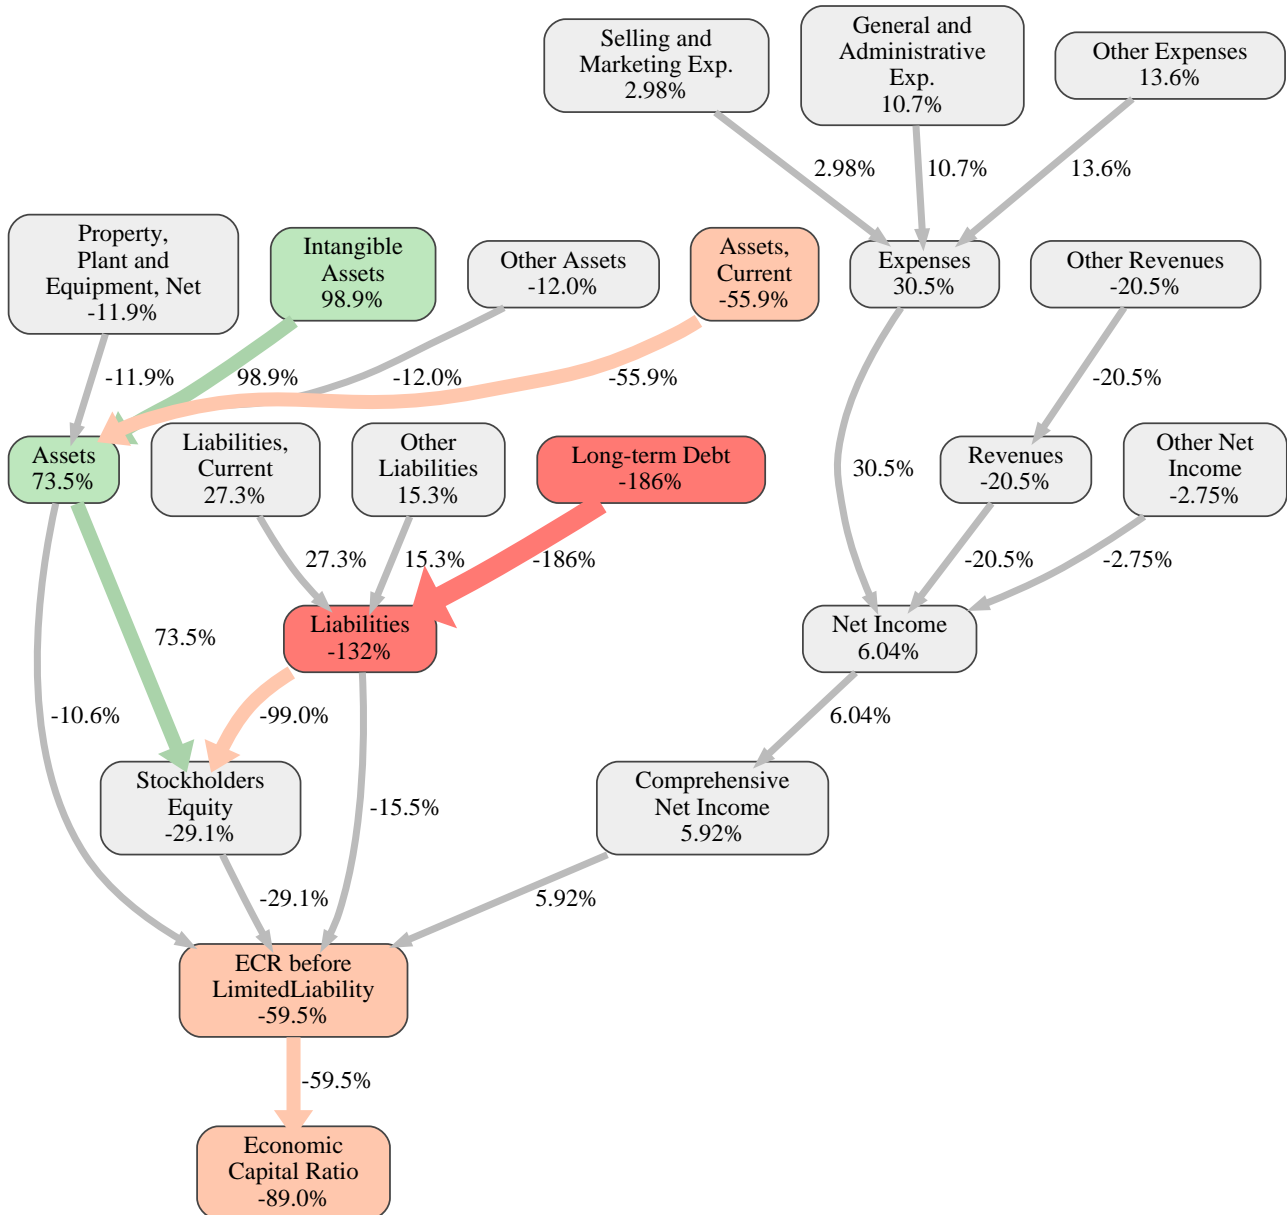 Selling and
Marketing Exp.
2.98%
General and
Administrative
Exp.
10.7%
Other Expenses
13.6%
2.98%
10.7%
13.6%
Property,
Plant and
Equipment, Net
-11.9%
Intangible
Assets
98.9%
Other Assets
-12.0%
Assets,
Current
-55.9%
Expenses
30.5%
Other Revenues
-20.5%
-11.9%
98.9%
-12.0%
-55.9%
-20.5%
Assets
73.5%
Liabilities,
Current
27.3%
Other
Liabilities
15.3%
Long-term Debt
-186%
30.5%
Revenues
-20.5%
Other Net
Income
-2.75%
27.3%
15.3%
-186%
-20.5%
-2.75%
73.5%
Liabilities
-132%
Net Income
6.04%
-10.6%
-99.0%
6.04%
Stockholders
Equity
-29.1%
-15.5%
Comprehensive
Net Income
5.92%
-29.1%
5.92%
ECR before
LimitedLiability
-59.5%
-59.5%
Economic
Capital Ratio
-89.0%